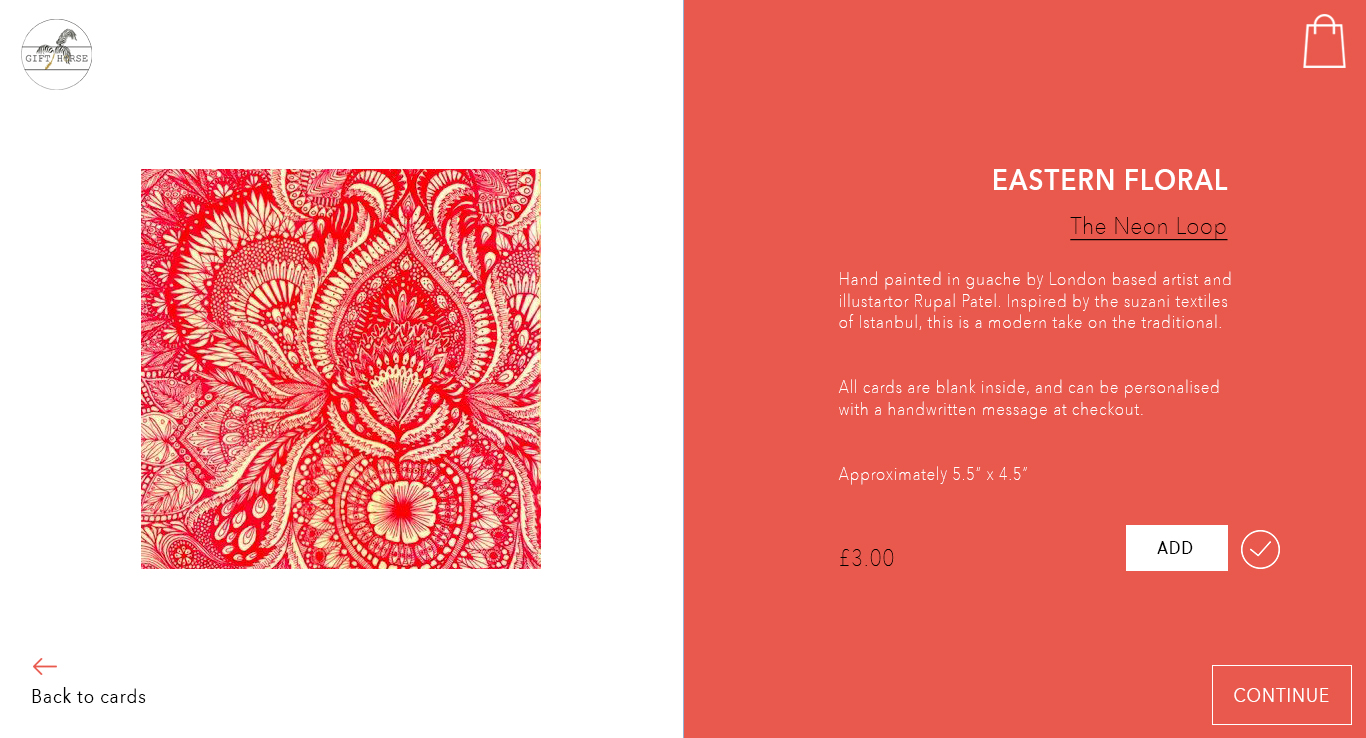 GIFT HORSE
EASTERN FLORAL
The Neon Loop
Hand painted in guache by London based artist and
illustartor Rupal Patel. Inspired by the suzani textiles
of Istanbul, this is a modern take on the traditional.
All cards are blank inside, and can be personalised
with a handwritten message at checkout.
Approximately 5.5” x 4.5”
£3.00
ADD
Back to cards
CONTINUE